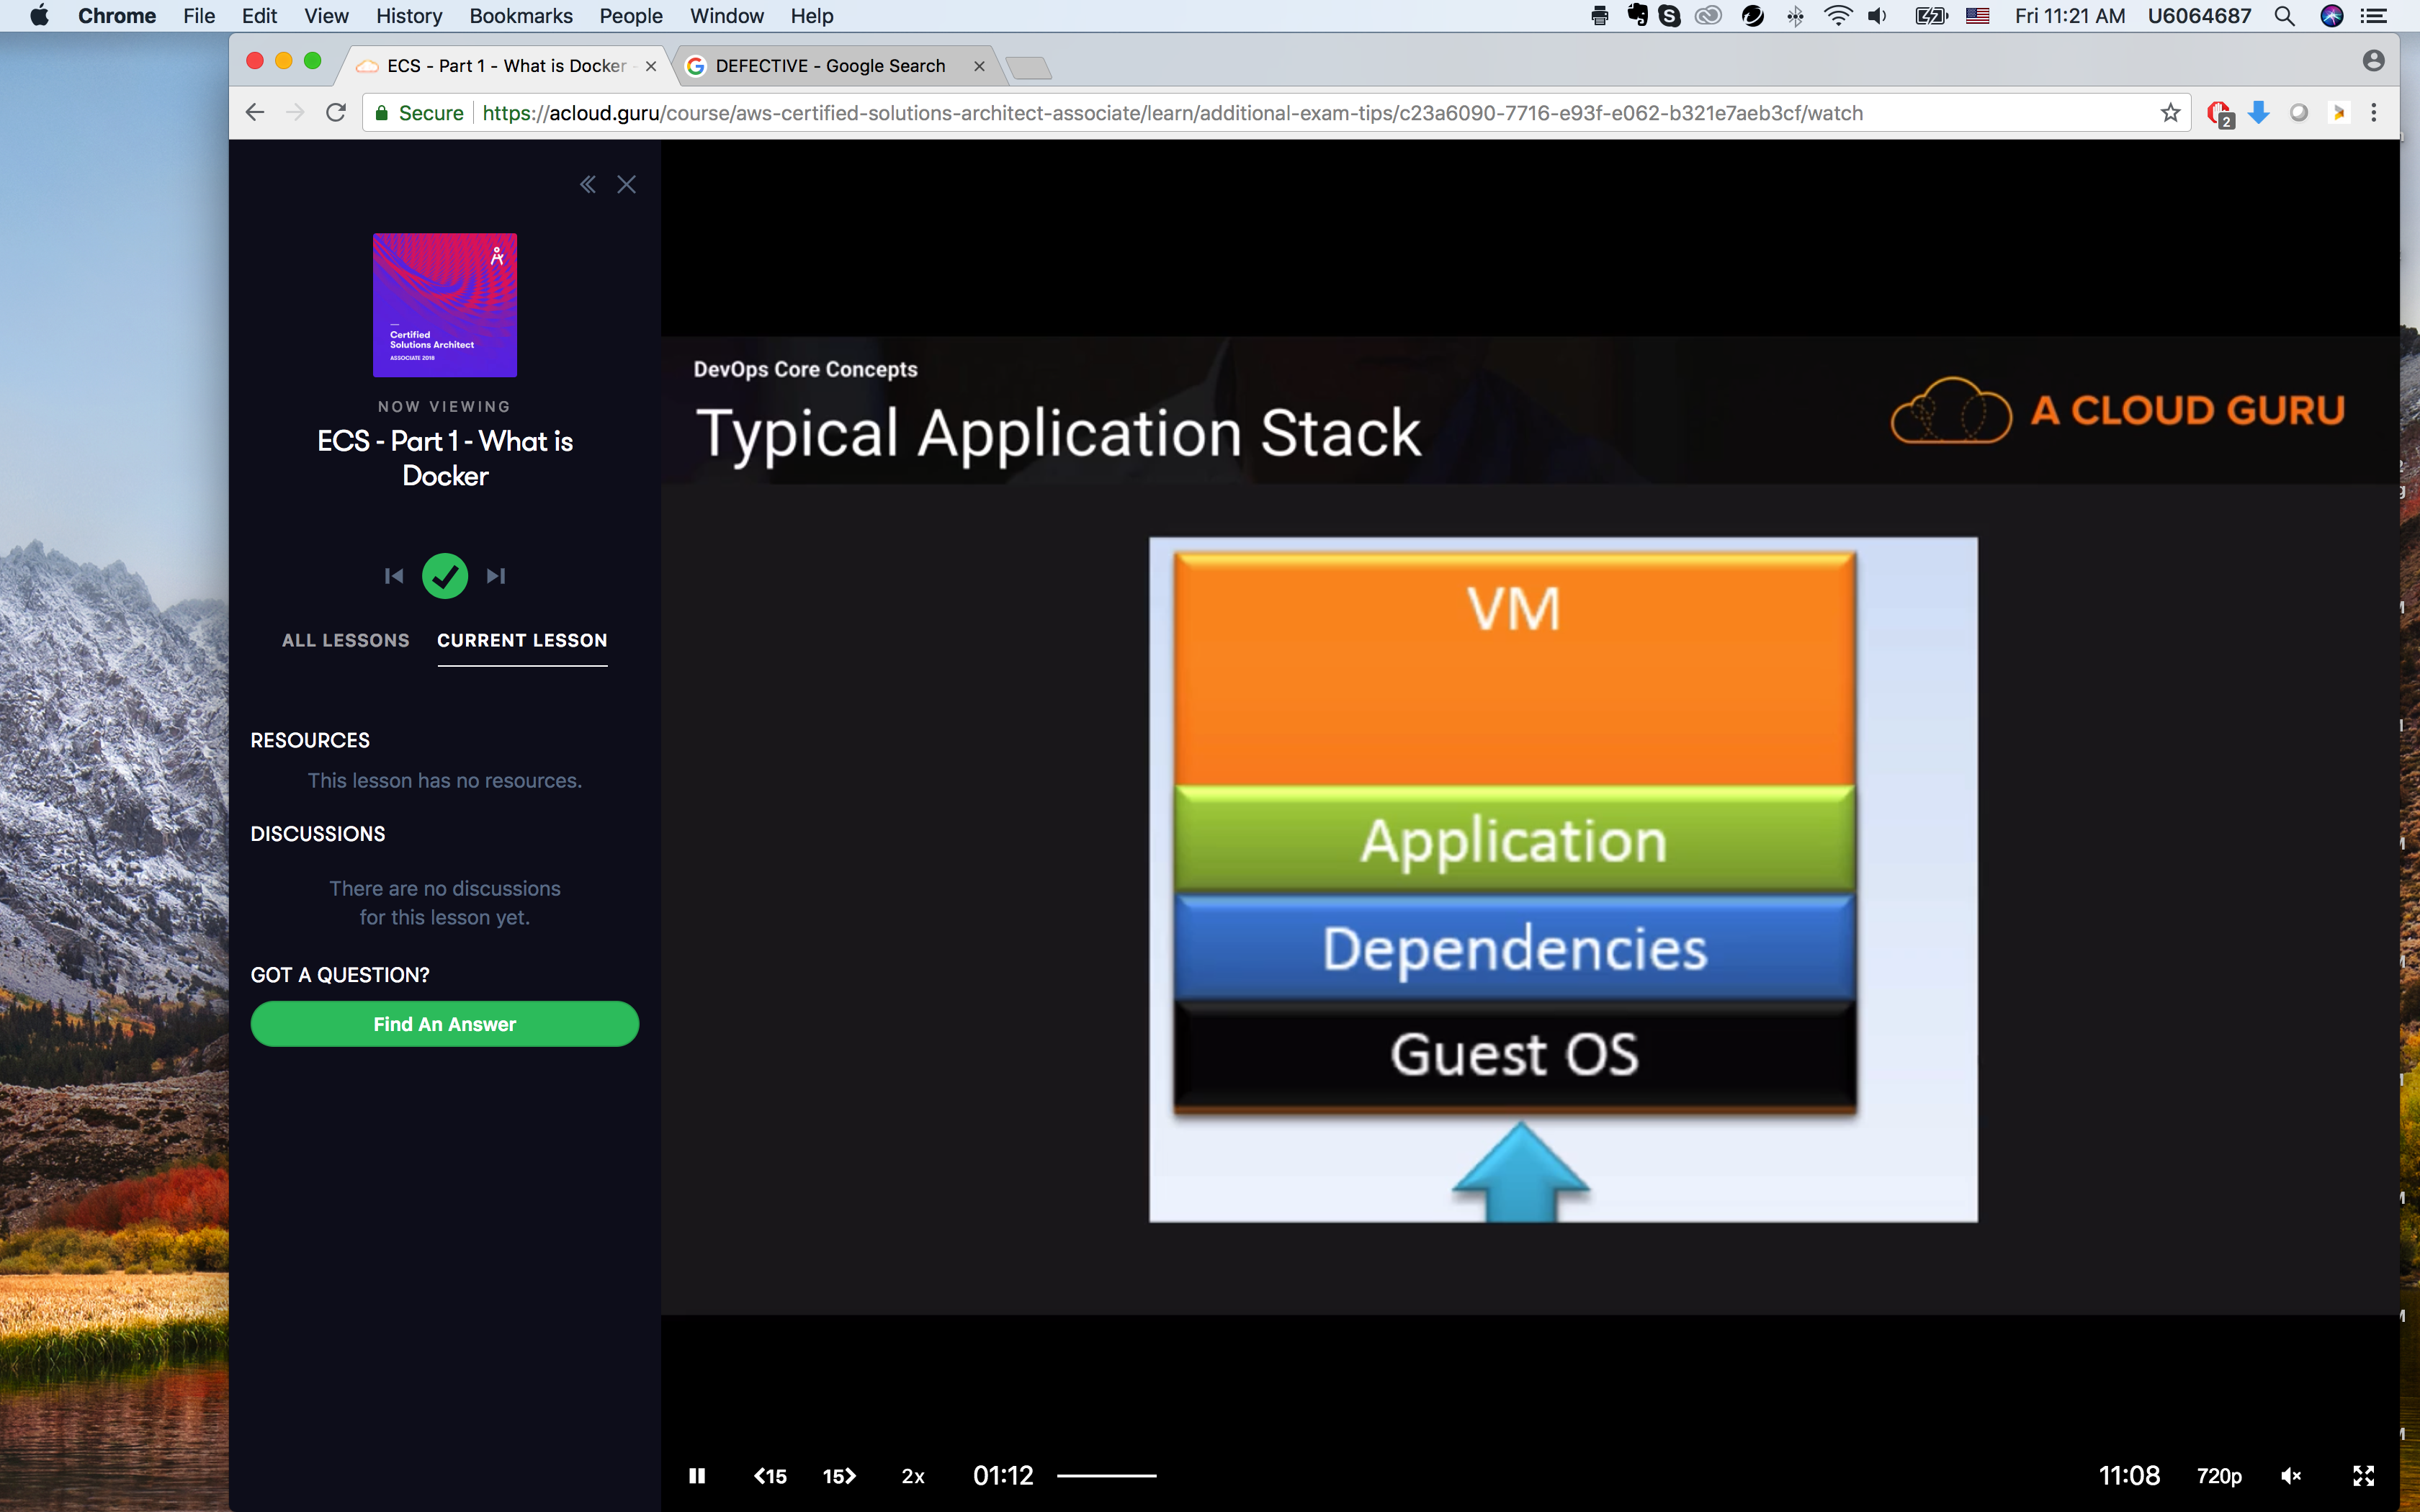 Chrome File Edit View History Bookmarks People Window Help Fri 11:21 AM U6064687
ECS - Part 1 - What is Docker - DEFECTIVE - Google Search
Secure https://acloud.guru/course/aws-certified-solutions-architect-associate/learn/additional-exam-tips/c23a6090-7716-e93f-e062-b321e7aeb3cf/watch 2
Certified
Solutions Architect
ASSOCIATE 2018
NOW VIEWING
ECS - Part 1 - What is
Docker
ALL LESSONS CURRENT LESSON
RESOURCES
This lesson has no resources.
DISCUSSIONS
There are no discussions
for this lesson yet.
GOT A QUESTION?
Find An Answer
DevOps Core Concepts
Typical Application Stack
A CLOUD GURU
VM
Application
Dependencies
Guest OS
<15 15> 2x 01:12 11:08 720p